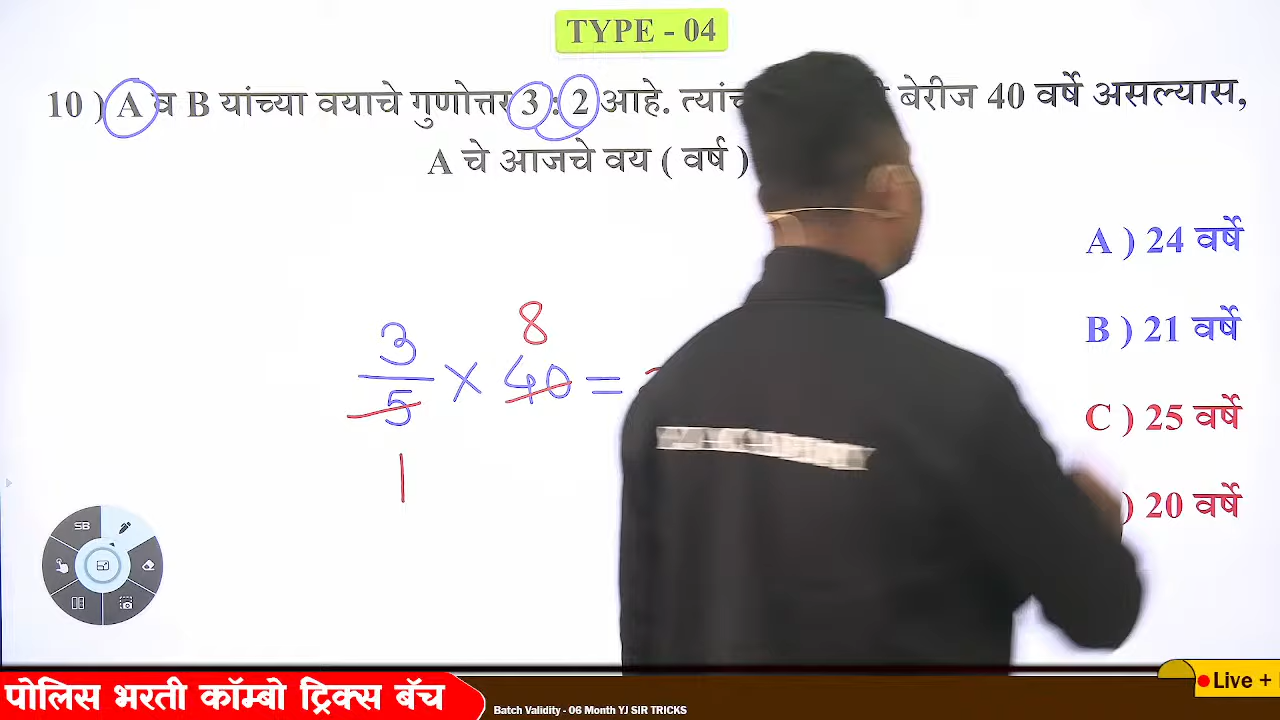 TYPE - 04
10 ) A व B यांच्या वयाचे गुणोत्तर 3 : 2 आहे. त्यांच बेरीज 40 वर्षे असल्यास,
A चे आजचे वय ( वर्ष )
A ) 24 वर्षे
B ) 21 वर्षे
8
3
5 × 40 =
C ) 25 वर्षे
1
) 20 वर्षे
SB
पोलिस भरती कॉम्बो ट्रिक्स बॅच
Batch Validity - 06 Month YJ SIR TRICKS
Live +